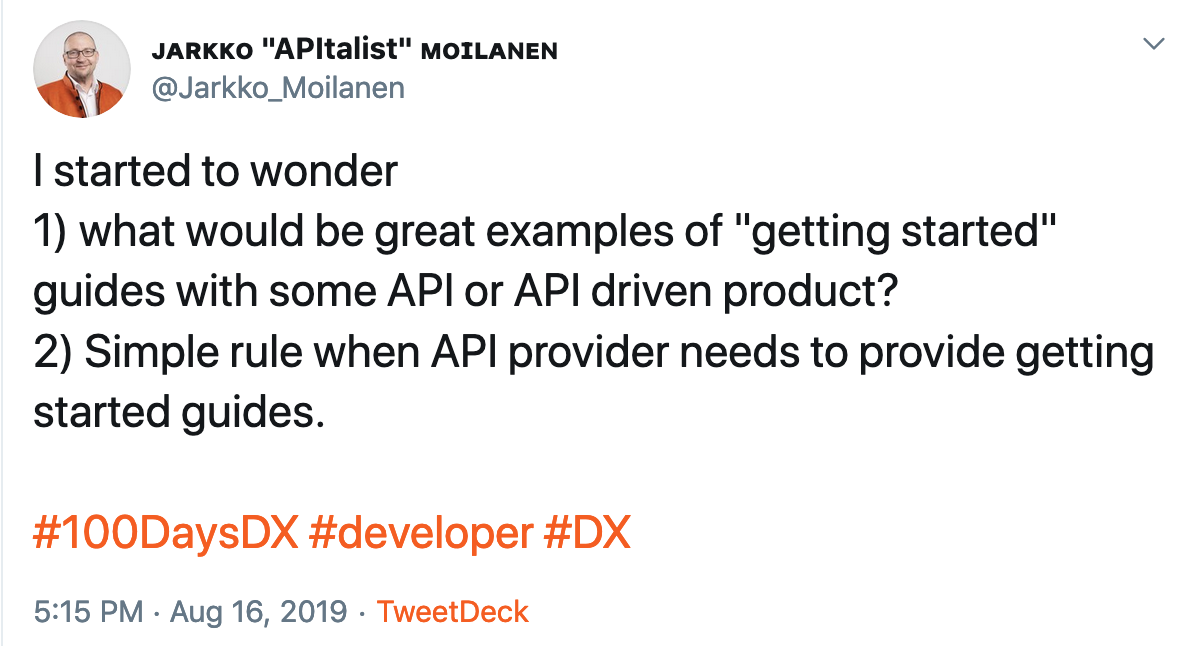 ᴊᴀʀᴋᴋᴏ "APItalist" ᴍᴏɪʟᴀɴᴇɴ
@Jarkko_Moilanen
I started to wonder
1) what would be great examples of "getting started"
guides with some API or API driven product?
2) Simple rule when API provider needs to provide getting
started guides.
#100DaysDX #developer #DX
5:15 PM · Aug 16, 2019 · TweetDeck